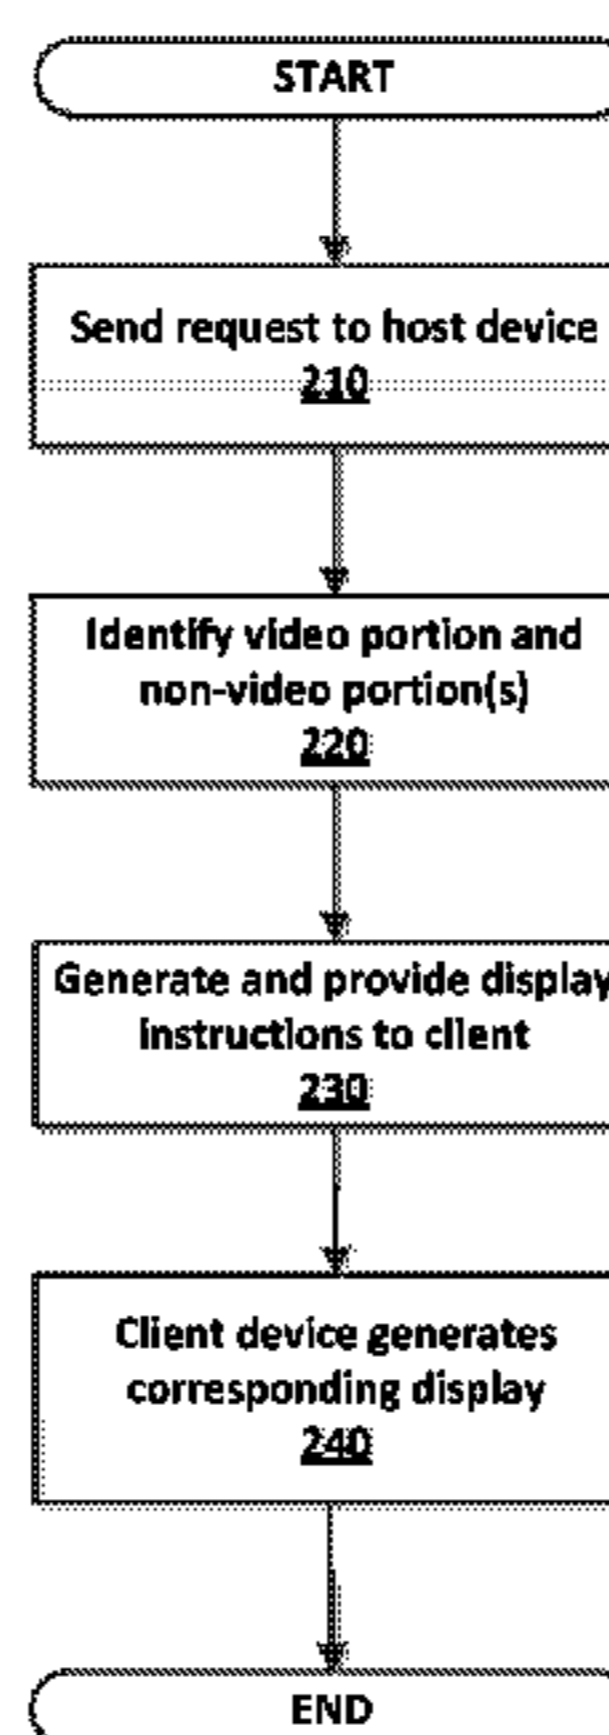 START
Send request to host device
210
Identify video portion and
non-video portion(s)
220
Generate and provide display
instructions to client
230
Client device generates
corresponding display
240
END